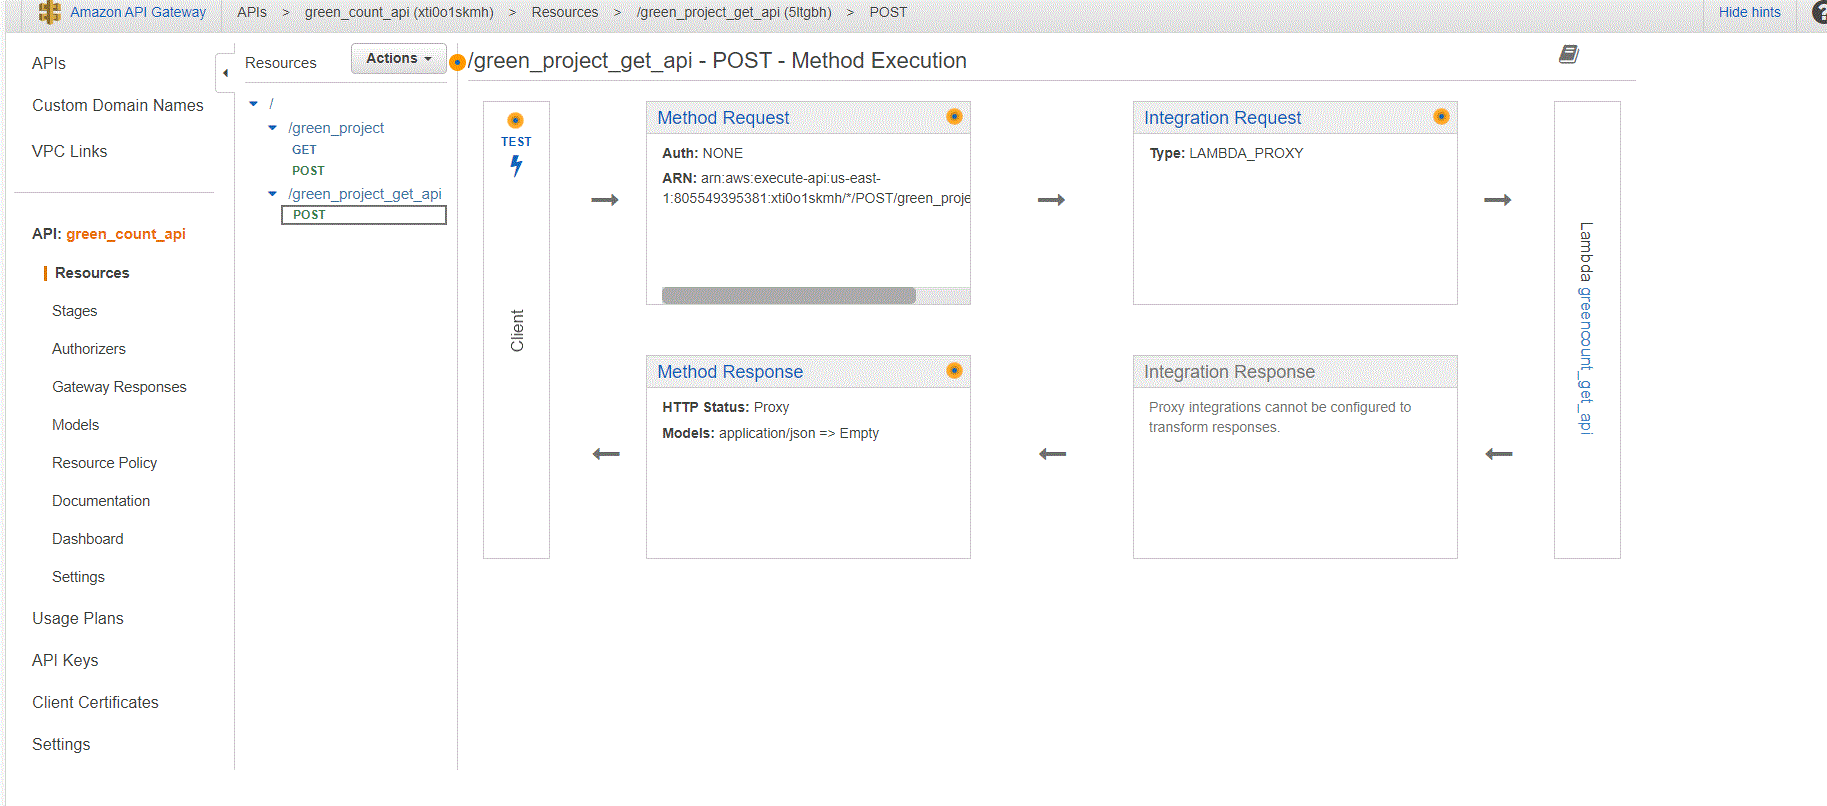 Amazon API Gateway
APIs > green_count_api (xti0o1skmh) > Resources > /green_project_get_api (5ltgbh) > POST
Hide hints
?
APIs
Custom Domain Names
VPC Links
API: green_count_api
Resources
Stages
Authorizers
Gateway Responses
Models
Resource Policy
Documentation
Dashboard
Settings
Usage Plans
API Keys
Client Certificates
Settings
Resources
Actions
/
/green_project
GET
POST
/green_project_get_api
POST
/green_project_get_api - POST - Method Execution
TEST
Client
Method Request
Auth: NONE
ARN: arn:aws:execute-api:us-east-
1:805549395381:xti0o1skmh/*/POST/green_proje
Integration Request
Type: LAMBDA_PROXY
Lambda greencount_get_api
Method Response
HTTP Status: Proxy
Models: application/json => Empty
Integration Response
Proxy integrations cannot be configured to
transform responses.